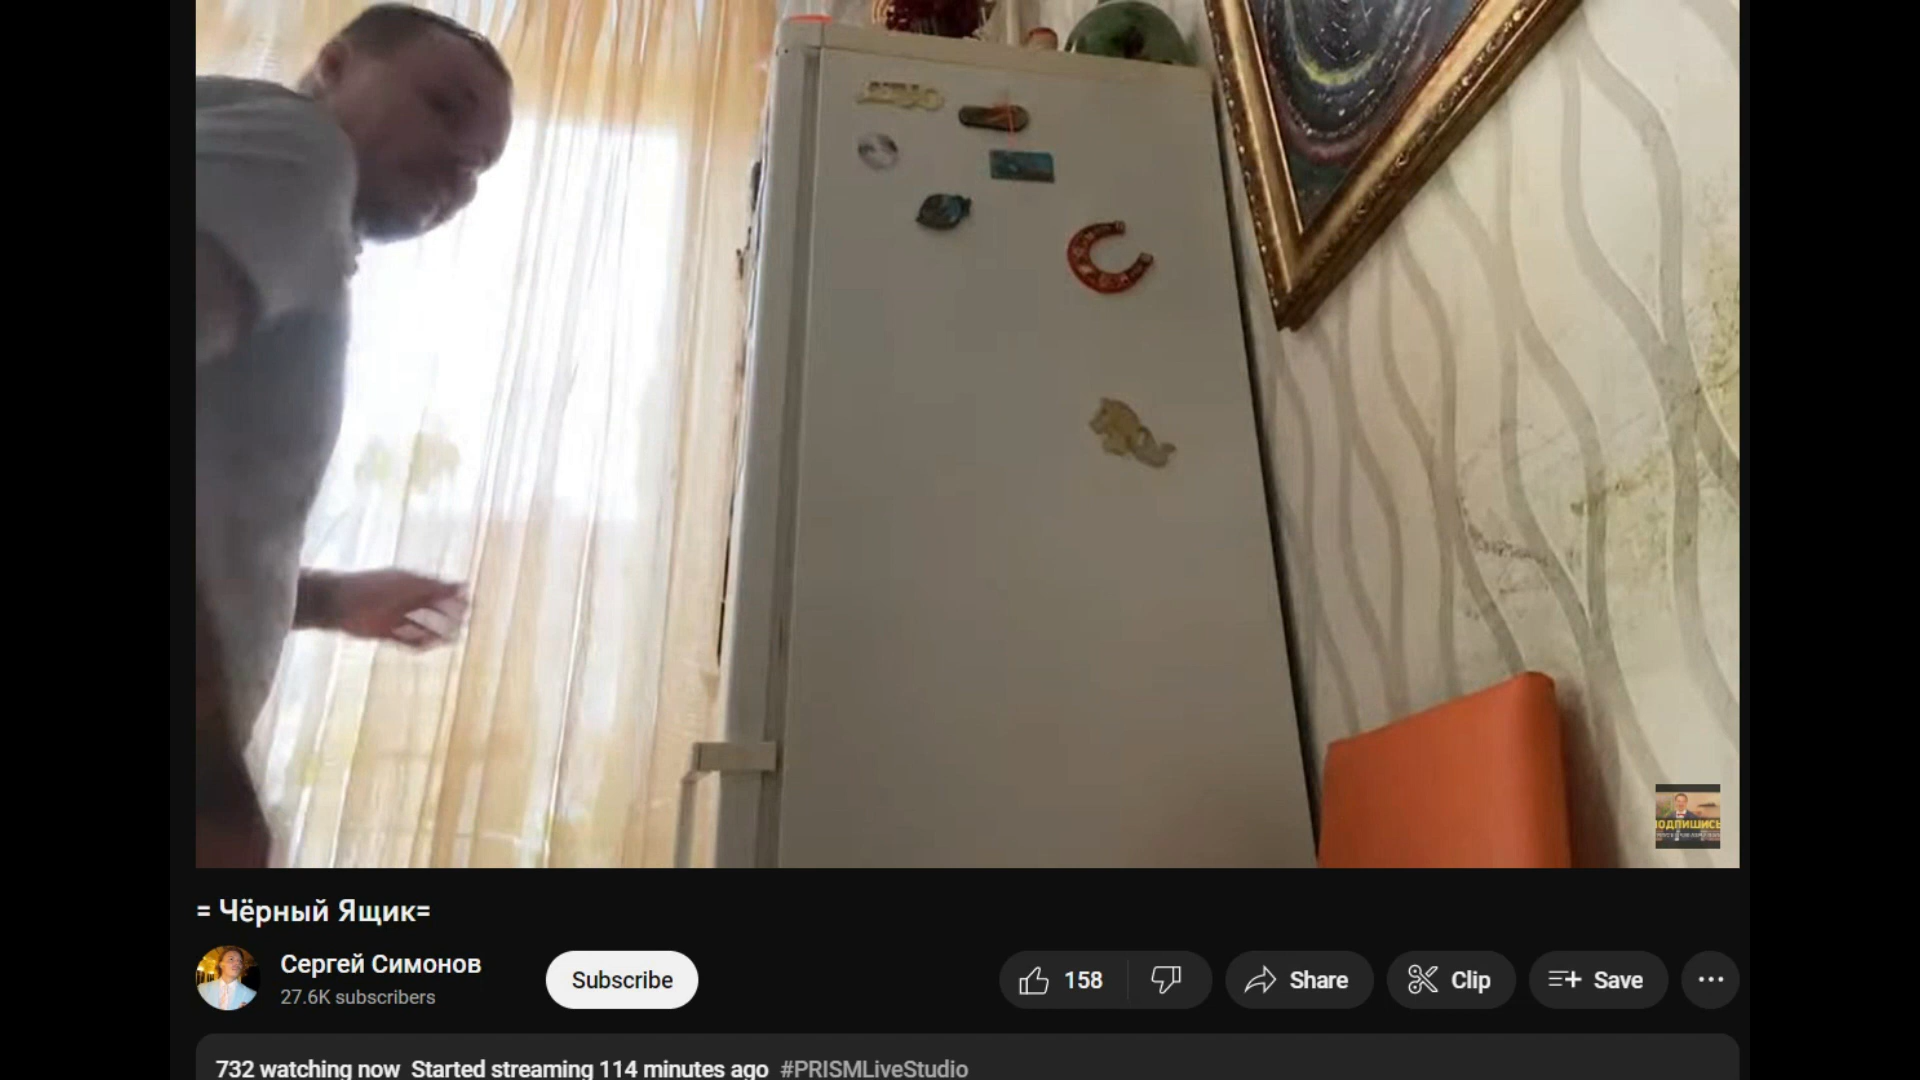 ПОДПИШИСЬ
= Чёрный Ящик=
Сергей Симонов
27.6K subscribers
Subscribe
158
Share
Clip
Save
732 watching now Started streaming 114 minutes ago #PRISMLiveStudio